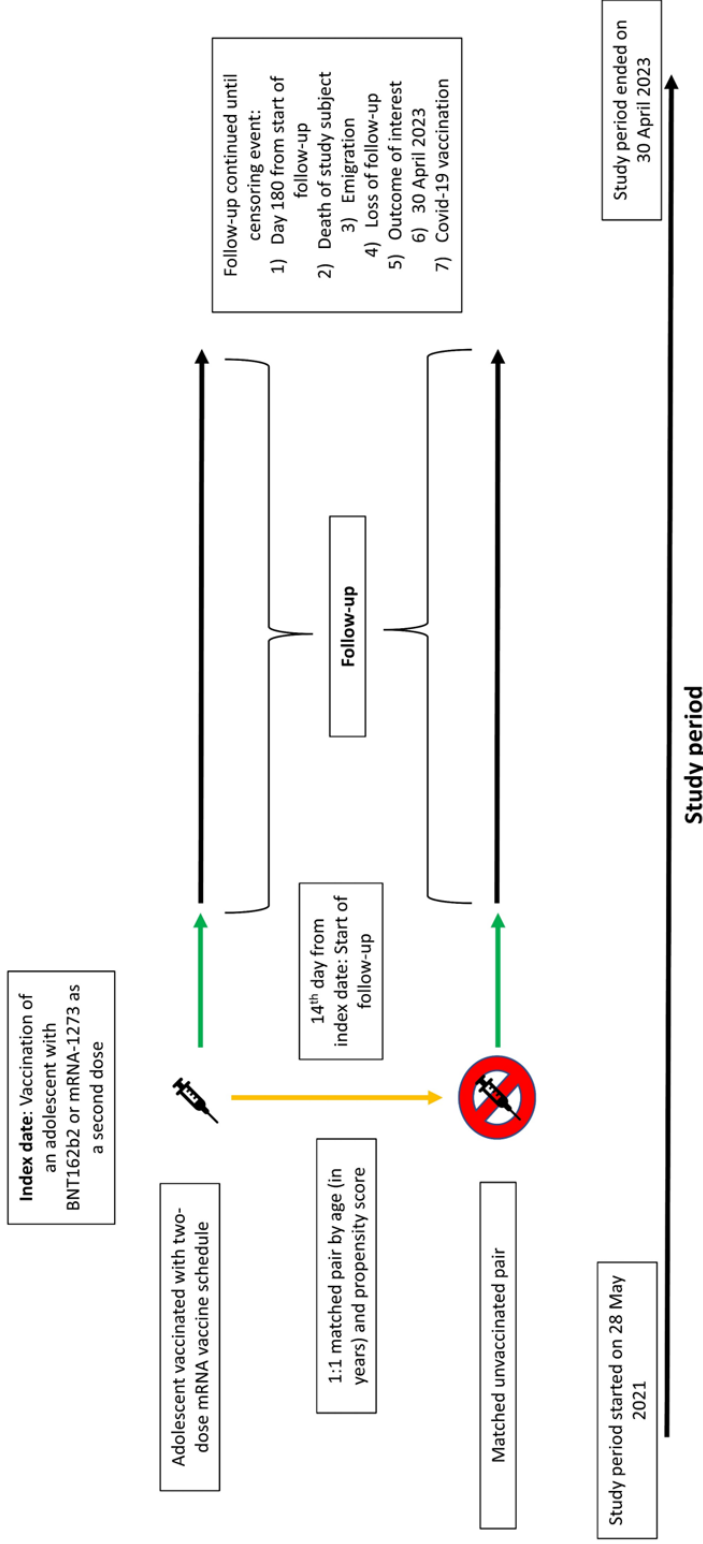 Index date: Vaccination of
an adolescent with
BNT162b2 or mRNA-1273 as
a second dose
Adolescent vaccinated with two-
dose mRNA vaccine schedule
1:1 matched pair by age (in
years) and propensity score
14th day from
index date: Start of
follow-up
Matched unvaccinated pair
Follow-up
Follow-up continued until
censoring event:
1) Day 180 from start of
follow-up
2) Death of study subject
3) Emigration
4) Loss of follow-up
5) Outcome of interest
6) 30 April 2023
7) Covid-19 vaccination
Study period started on 28 May
2021
Study period ended on
30 April 2023
Study period